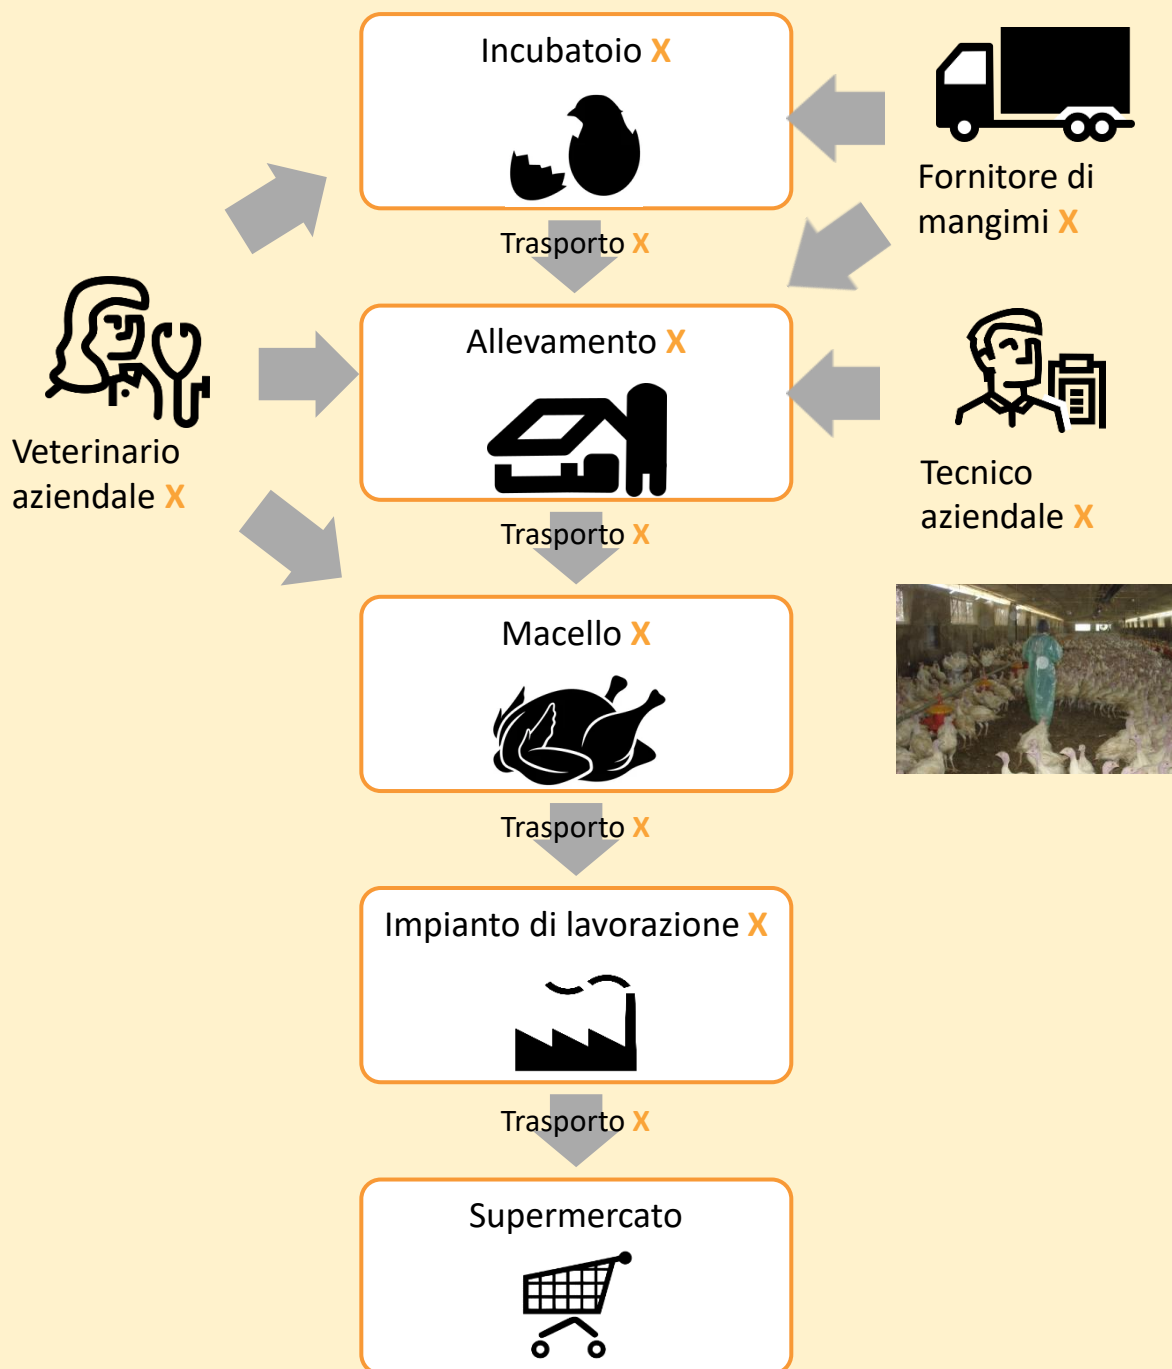 Incubatoio X
Fornitore di
mangimi X
Trasporto X
Allevamento X
Veterinario
aziendale X
Tecnico
aziendale X
Trasporto X
Macello X
Trasporto X
Impianto di lavorazione X
Trasporto X
Supermercato